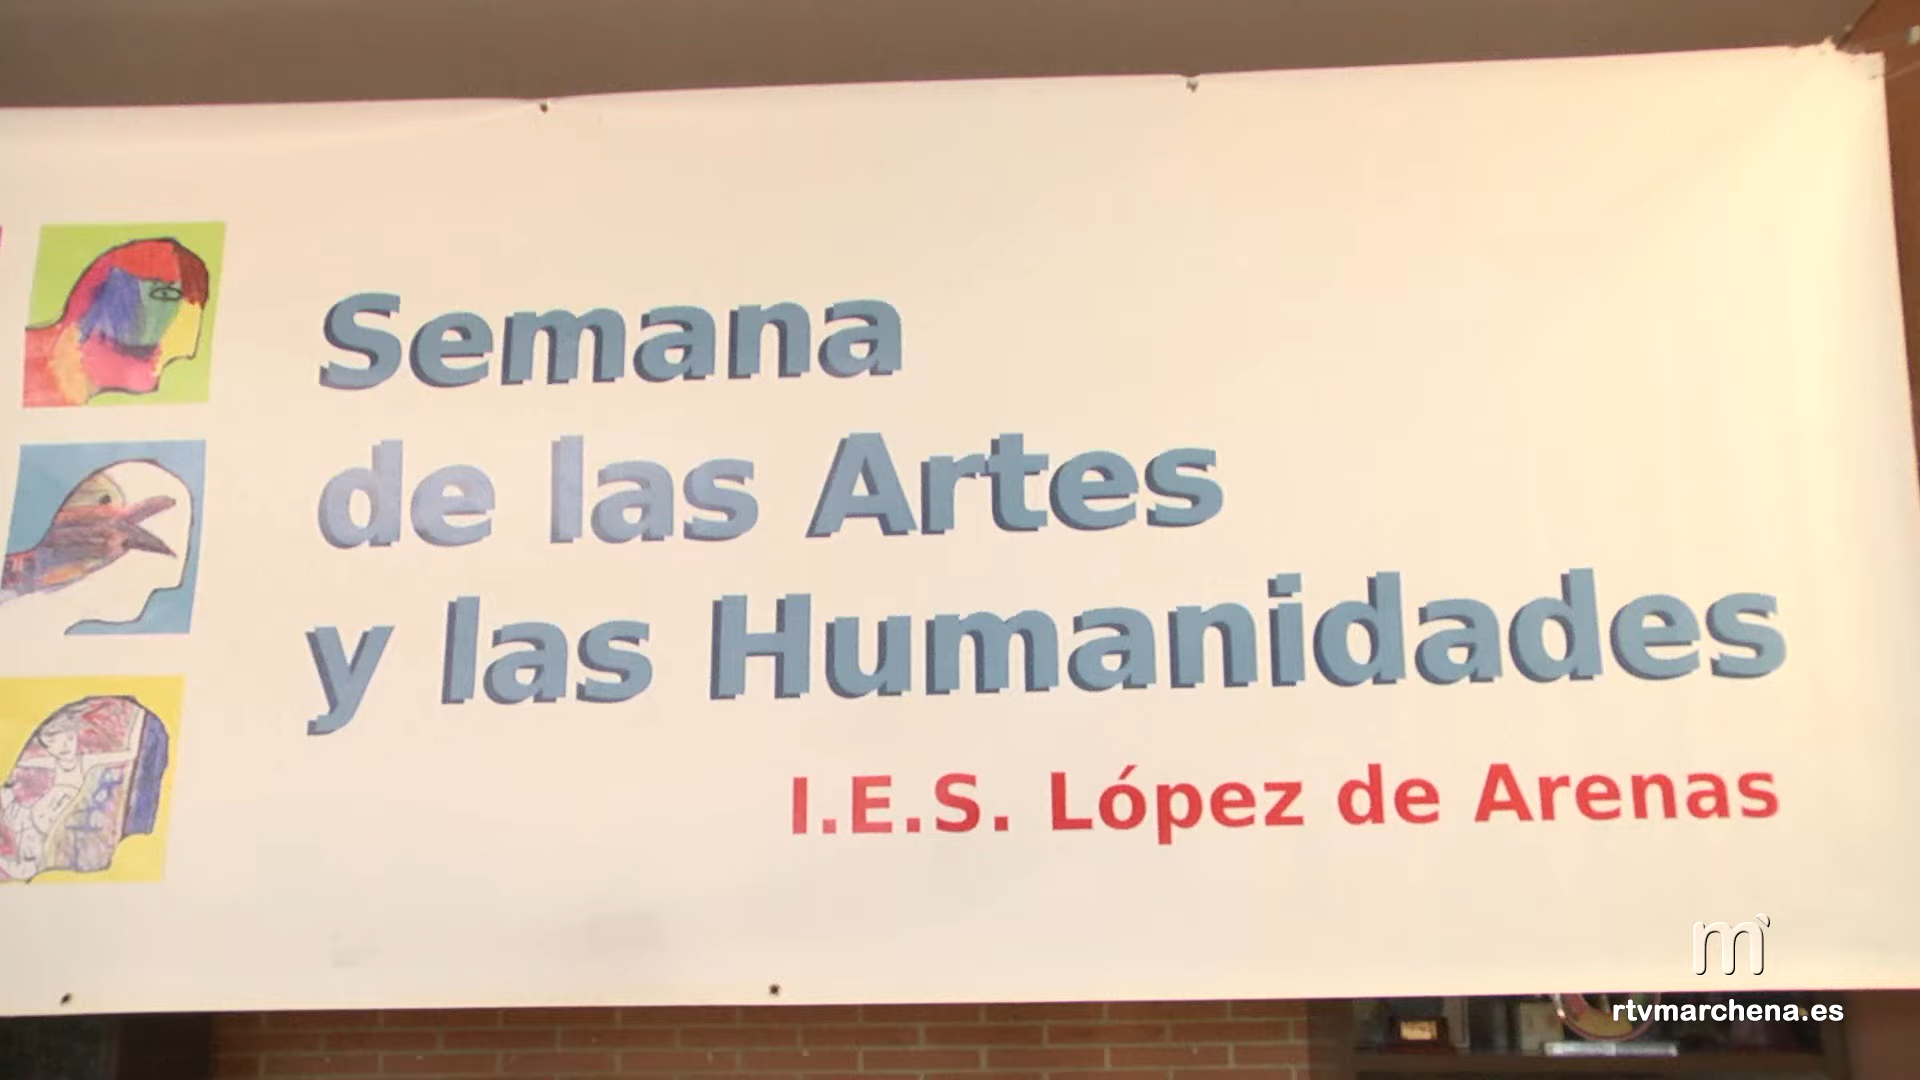 Semana
de las Artes
y las Humanidades
I.E.S. López de Arenas
m
rtvmarchena.es